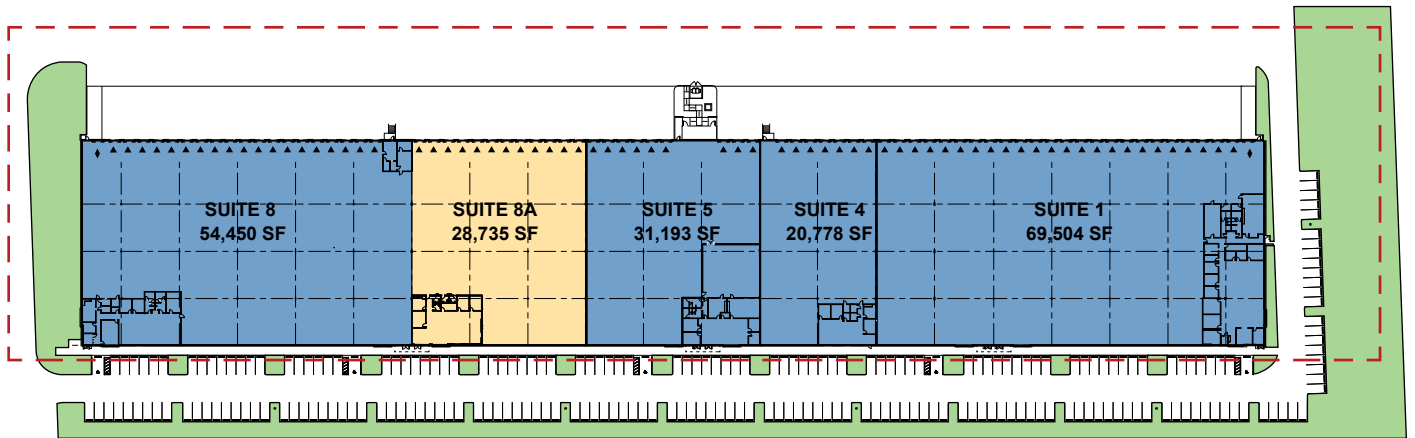 SUITE 8
54,450 SF
SUITE 8A
28,735 SF
SUITE 5
31,193 SF
SUITE 4
20,778 SF
SUITE 1
69,504 SF